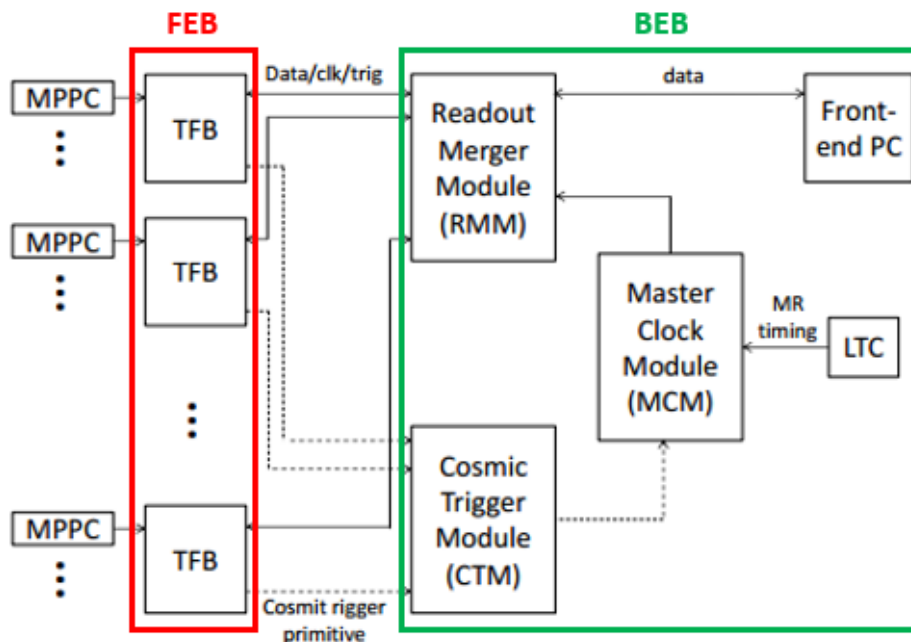 FEB
BEB
MPPC
TFB
Data/clk/trig
Readout
Merger
Module
(RMM)
data
Front-
end PC
MPPC
TFB
Master
Clock
Module
(MCM)
MR
timing
LTC
Cosmic
Trigger
Module
(CTM)
MPPC
TFB
Cosmit rigger
primitive